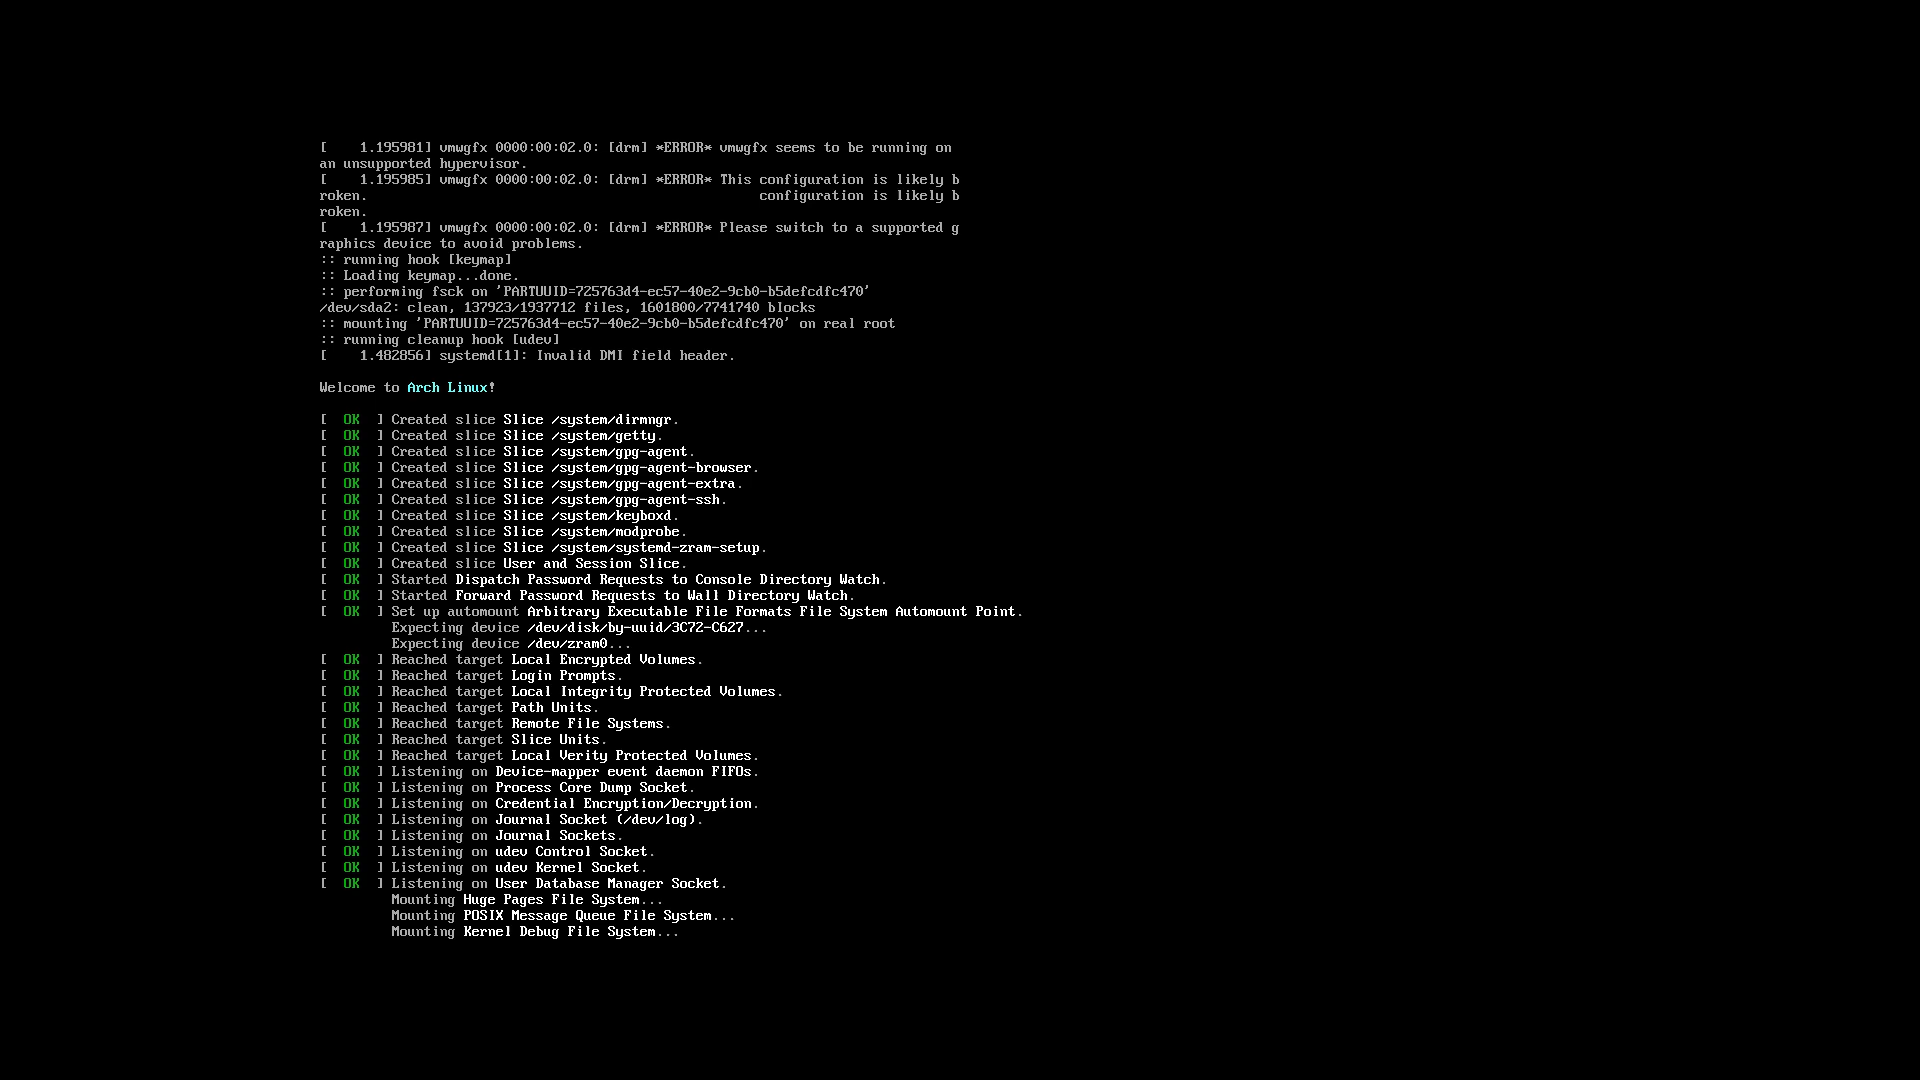 [    1.195981] vmwgfx 0000:00:02.0: [drm] *ERROR* vmwgfx seems to be running on
an unsupported hypervisor.
[    1.195985] vmwgfx 0000:00:02.0: [drm] *ERROR* This configuration is likely b
roken.                                                 configuration is likely b
roken.
[    1.195987] vmwgfx 0000:00:02.0: [drm] *ERROR* Please switch to a supported g
raphics device to avoid problems.
:: running hook [keymap]
:: Loading keymap...done.
:: performing fsck on 'PARTUUID=725763d4-ec57-40e2-9cb0-b5defcdfc470'
/dev/sda2: clean, 137923/1937712 files, 1601800/7741740 blocks
:: mounting 'PARTUUID=725763d4-ec57-40e2-9cb0-b5defcdfc470' on real root
:: running cleanup hook [udev]
[    1.482856] systemd[1]: Invalid DMI field header.
Welcome to Arch Linux!
[  OK  ] Created slice Slice /system/dirmngr.
[  OK  ] Created slice Slice /system/getty.
[  OK  ] Created slice Slice /system/gpg-agent.
[  OK  ] Created slice Slice /system/gpg-agent-browser.
[  OK  ] Created slice Slice /system/gpg-agent-extra.
[  OK  ] Created slice Slice /system/gpg-agent-ssh.
[  OK  ] Created slice Slice /system/keyboxd.
[  OK  ] Created slice Slice /system/modprobe.
[  OK  ] Created slice Slice /system/systemd-zram-setup.
[  OK  ] Created slice User and Session Slice.
[  OK  ] Started Dispatch Password Requests to Console Directory Watch.
[  OK  ] Started Forward Password Requests to Wall Directory Watch.
[  OK  ] Set up automount Arbitrary Executable File Formats File System Automount Point.
         Expecting device /dev/disk/by-uuid/3C72-C627...
         Expecting device /dev/zram0...
[  OK  ] Reached target Local Encrypted Volumes.
[  OK  ] Reached target Login Prompts.
[  OK  ] Reached target Local Integrity Protected Volumes.
[  OK  ] Reached target Path Units.
[  OK  ] Reached target Remote File Systems.
[  OK  ] Reached target Slice Units.
[  OK  ] Reached target Local Verity Protected Volumes.
[  OK  ] Listening on Device-mapper event daemon FIFOs.
[  OK  ] Listening on Process Core Dump Socket.
[  OK  ] Listening on Credential Encryption/Decryption.
[  OK  ] Listening on Journal Socket (/dev/log).
[  OK  ] Listening on Journal Sockets.
[  OK  ] Listening on udev Control Socket.
[  OK  ] Listening on udev Kernel Socket.
[  OK  ] Listening on User Database Manager Socket.
         Mounting Huge Pages File System...
         Mounting POSIX Message Queue File System...
         Mounting Kernel Debug File System...